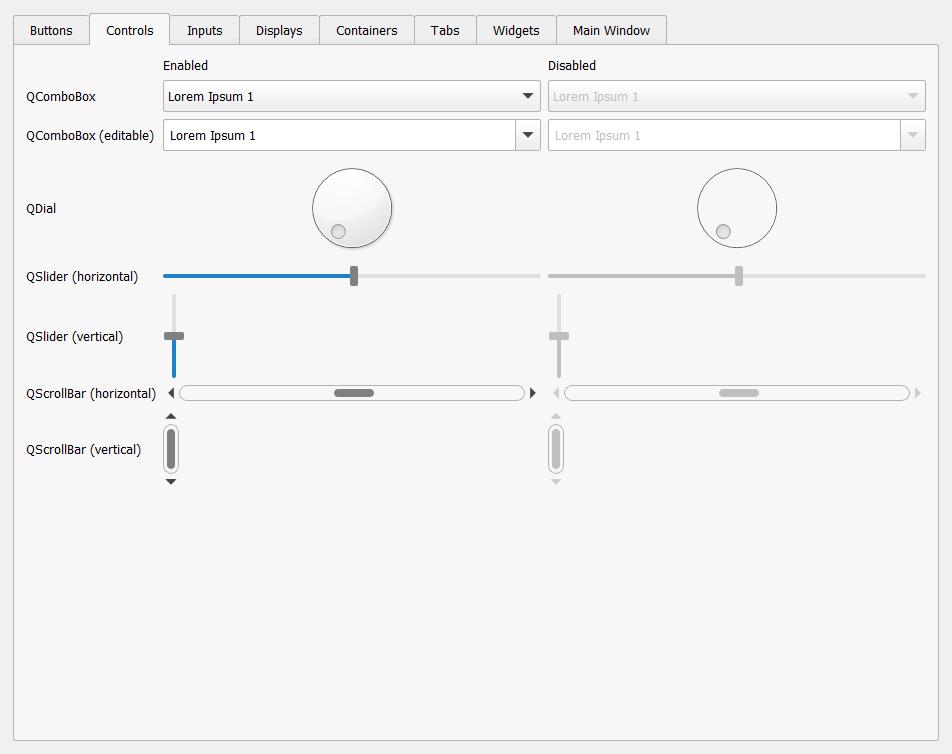 Buttons Controls Inputs Displays Containers Tabs Widgets Main Window
Enabled Disabled
QComboBox Lorem Ipsum 1 Lorem Ipsum 1
QComboBox (editable) Lorem Ipsum 1 Lorem Ipsum 1
QDial
QSlider (horizontal)
QSlider (vertical)
QScrollBar (horizontal)
QScrollBar (vertical)